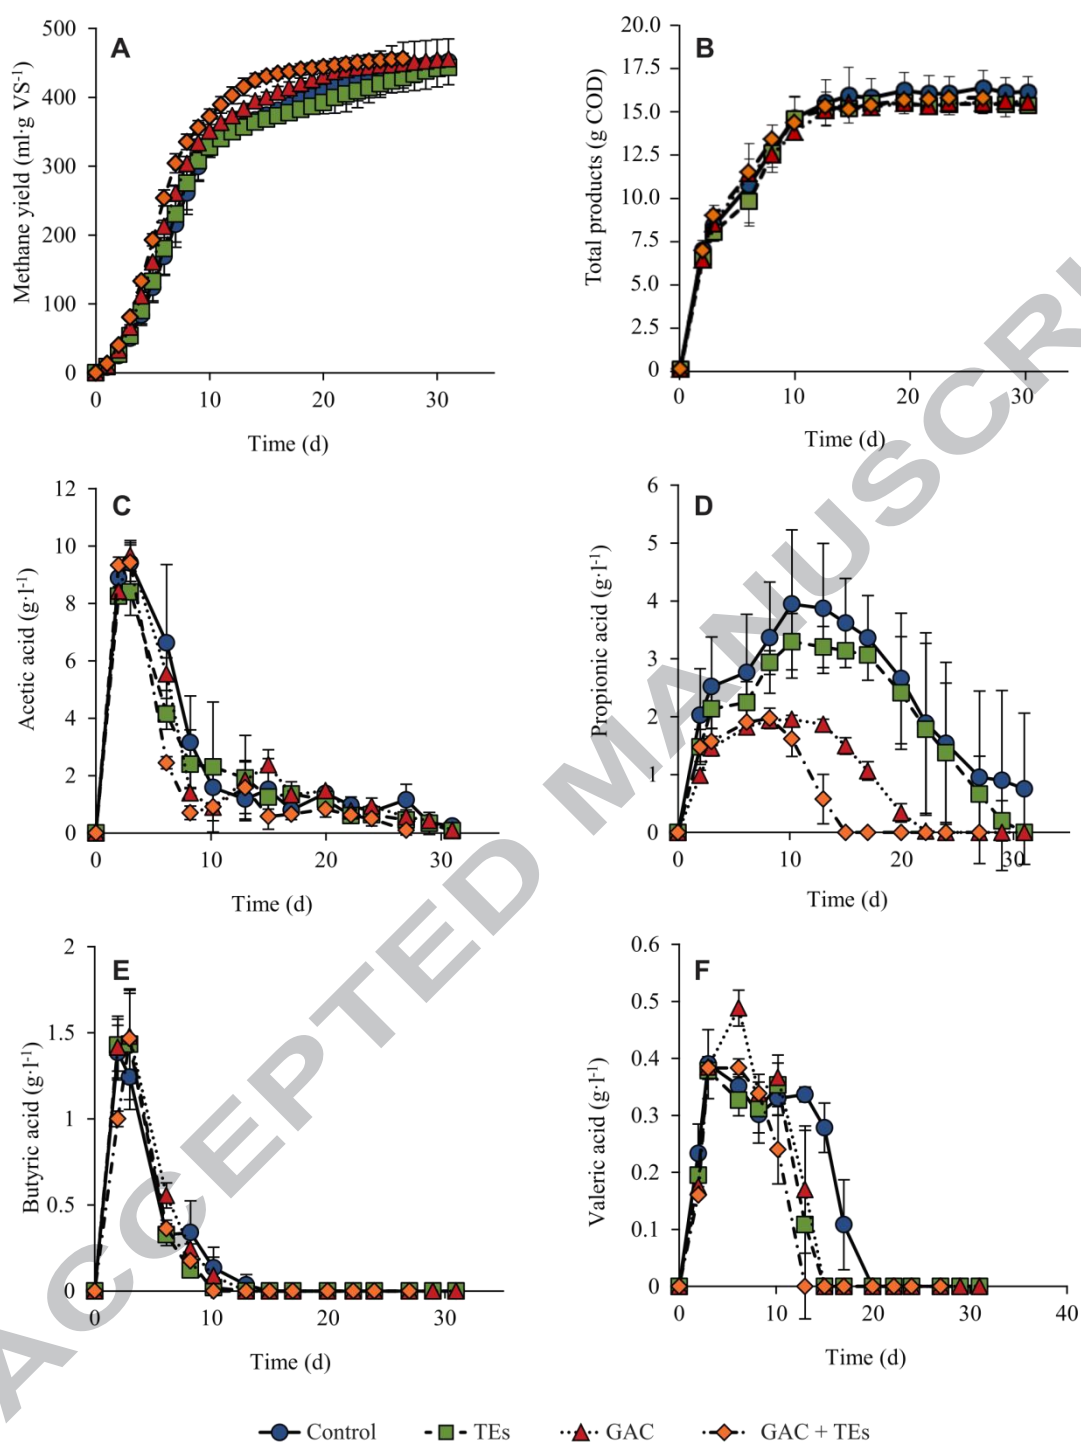 A
Methane yield (ml·g VS⁻¹)
500
400
300
200
100
0
0 10 20 30
Time (d)
B
Total products (g COD)
20.0
17.5
15.0
12.5
10.0
7.5
5.0
2.5
0
0 10 20 30
Time (d)
C
Acetic acid (g·l⁻¹)
12
10
8
6
4
2
0
0 10 20 30
Time (d)
D
Propionic acid (g·l⁻¹)
6
5
4
3
2
1
0
0 10 20 30
Time (d)
E
Butyric acid (g·l⁻¹)
2
1.5
1
0.5
0
0 10 20 30
Time (d)
F
Valeric acid (g·l⁻¹)
0.6
0.5
0.4
0.3
0.2
0.1
0
0 10 20 30 40
Time (d)
Control TEs GAC GAC + TEs
ACCEPTED MANUSCRI